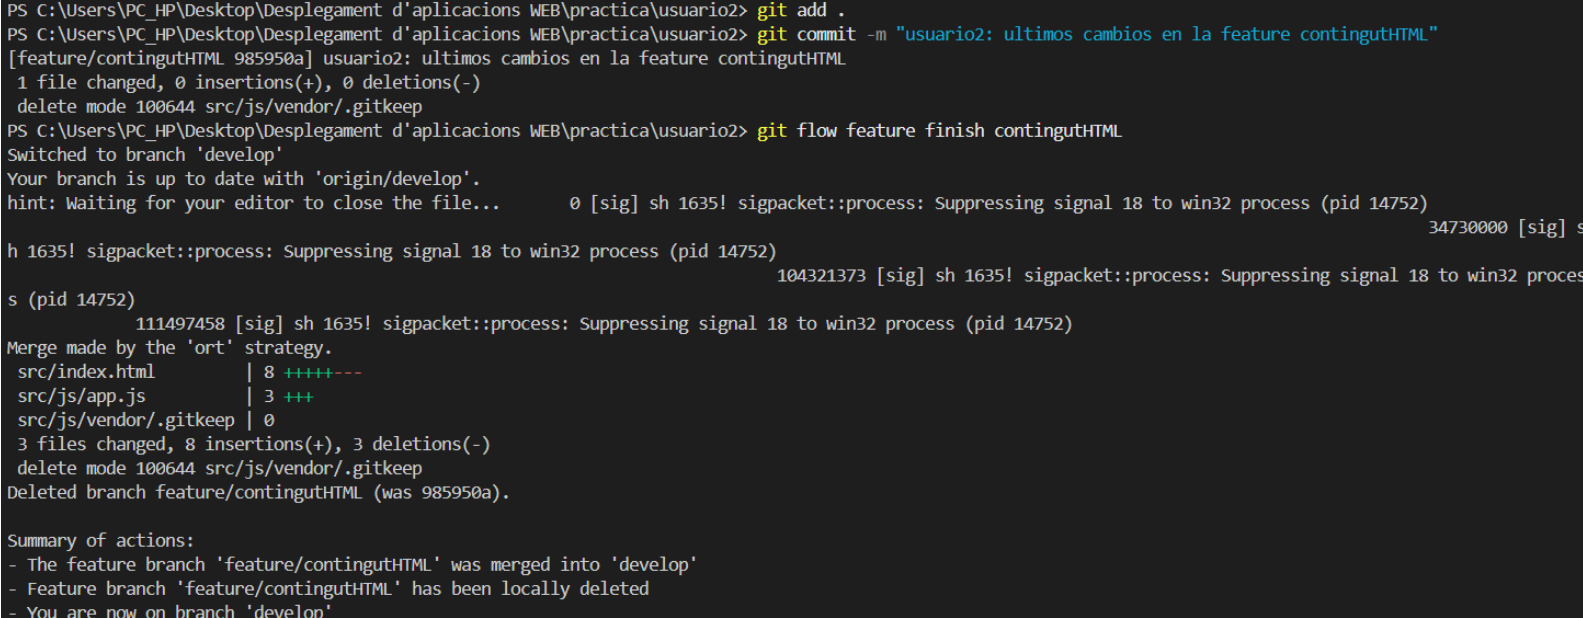 PS C:\Users\PC_HP\Desktop\Desplegament d'aplicacions WEB\practica\usuario2> git add .
PS C:\Users\PC_HP\Desktop\Desplegament d'aplicacions WEB\practica\usuario2> git commit -m "usuario2: ultimos cambios en la feature contingutHTML"
[feature/contingutHTML 985950a] usuario2: ultimos cambios en la feature contingutHTML
 1 file changed, 0 insertions(+), 0 deletions(-)
 delete mode 100644 src/js/vendor/.gitkeep
PS C:\Users\PC_HP\Desktop\Desplegament d'aplicacions WEB\practica\usuario2> git flow feature finish contingutHTML
Switched to branch 'develop'
Your branch is up to date with 'origin/develop'.
hint: Waiting for your editor to close the file...       0 [sig] sh 1635! sigpacket::process: Suppressing signal 18 to win32 process (pid 14752)
34730000 [sig] s
h 1635! sigpacket::process: Suppressing signal 18 to win32 process (pid 14752)
104321373 [sig] sh 1635! sigpacket::process: Suppressing signal 18 to win32 proces
s (pid 14752)
111497458 [sig] sh 1635! sigpacket::process: Suppressing signal 18 to win32 process (pid 14752)
Merge made by the 'ort' strategy.
 src/index.html         | 8 +++++---
 src/js/app.js          | 3 +++
 src/js/vendor/.gitkeep | 0
 3 files changed, 8 insertions(+), 3 deletions(-)
 delete mode 100644 src/js/vendor/.gitkeep
Deleted branch feature/contingutHTML (was 985950a).
Summary of actions:
- The feature branch 'feature/contingutHTML' was merged into 'develop'
- Feature branch 'feature/contingutHTML' has been locally deleted
- You are now on branch 'develop'